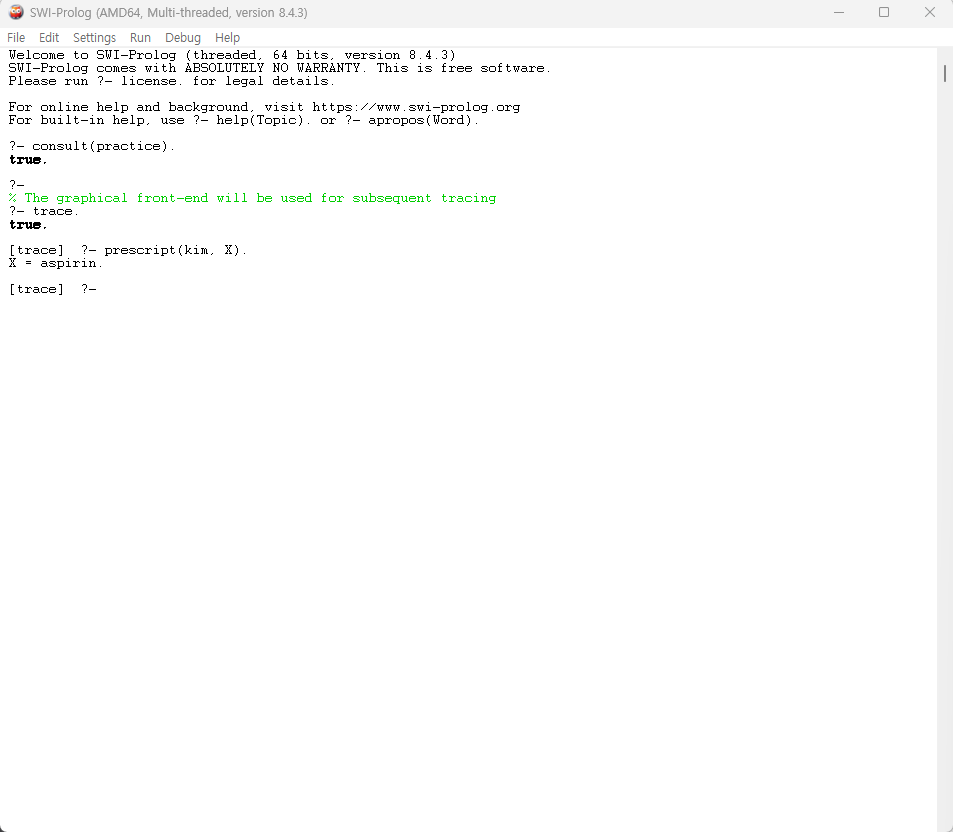 SWI-Prolog (AMD64, Multi-threaded, version 8.4.3)
File Edit Settings Run Debug Help
Welcome to SWI-Prolog (threaded, 64 bits, version 8.4.3)
SWI-Prolog comes with ABSOLUTELY NO WARRANTY. This is free software.
Please run ?- license. for legal details.
For online help and background, visit https://www.swi-prolog.org
For built-in help, use ?- help(Topic). or ?- apropos(Word).
?- consult(practice).
true.
?-
% The graphical front-end will be used for subsequent tracing
?- trace.
true.
[trace]  ?- prescript(kim, X).
X = aspirin.
[trace]  ?-